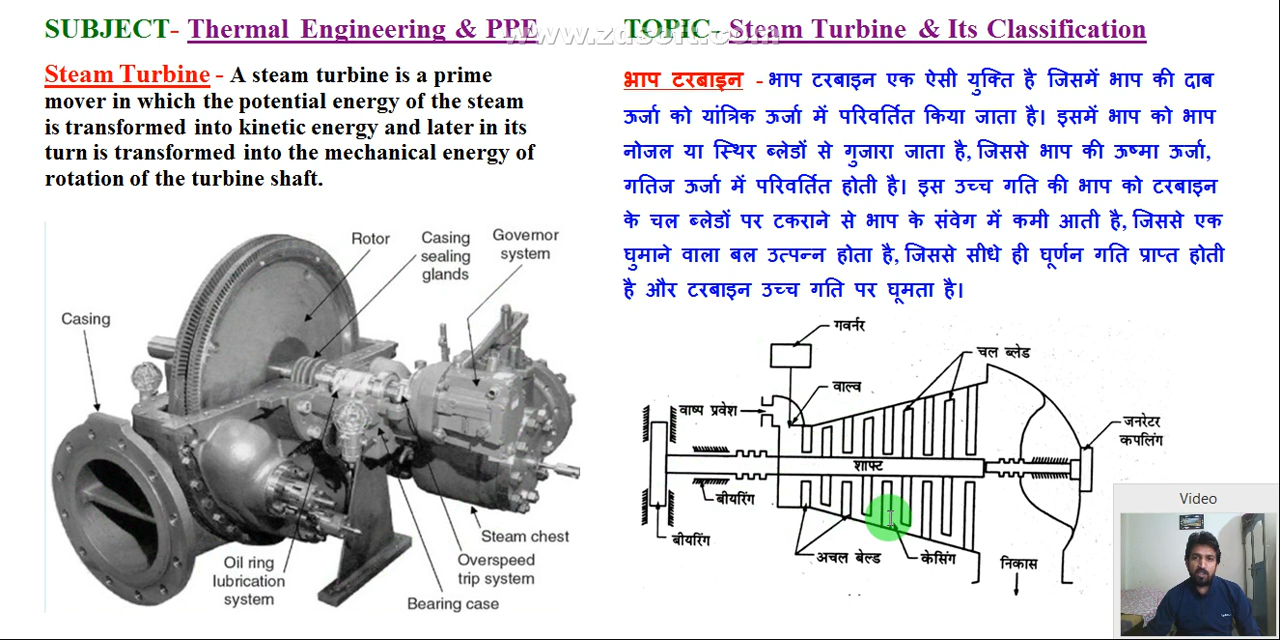 SUBJECT- Thermal Engineering & PPE
TOPIC- Steam Turbine & Its Classification
www.zdsoft.com
Steam Turbine - A steam turbine is a prime
mover in which the potential energy of the steam
is transformed into kinetic energy and later in its
turn is transformed into the mechanical energy of
rotation of the turbine shaft.
Rotor
Casing
sealing
glands
Governor
system
Casing
Steam chest
Overspeed
trip system
Oil ring
lubrication
system
Bearing case
भाप टरबाइन - भाप टरबाइन एक ऐसी युक्ति है जिसमें भाप की दाब
ऊर्जा को यांत्रिक ऊर्जा में परिवर्तित किया जाता है। इसमें भाप को भाप
नोजल या स्थिर ब्लेडों से गुजारा जाता है, जिससे भाप की ऊष्मा ऊर्जा,
गतिज ऊर्जा में परिवर्तित होती है। इस उच्च गति की भाप को टरबाइन
के चल ब्लेडों पर टकराने से भाप के संवेग में कमी आती है, जिससे एक
घुमाने वाला बल उत्पन्न होता है, जिससे सीधे ही घूर्णन गति प्राप्त होती
है और टरबाइन उच्च गति पर घूमता है।
गवर्नर
चल ब्लेड
वाल्व
वाष्प प्रवेश
जनरेटर
कपलिंग
शाफ्ट
बीयरिंग
बीयरिंग
अचल बेल्ड
केसिंग
निकास
Video